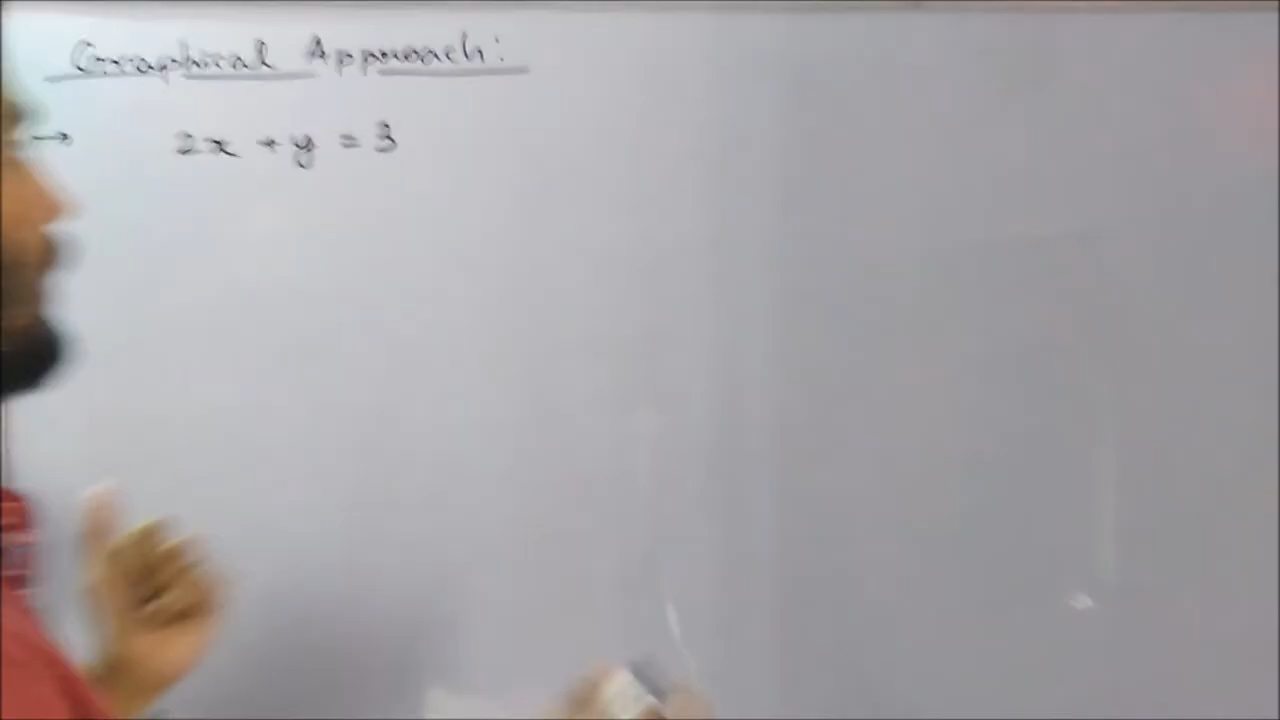 Graphical Approach:
→ 2x + y = 3